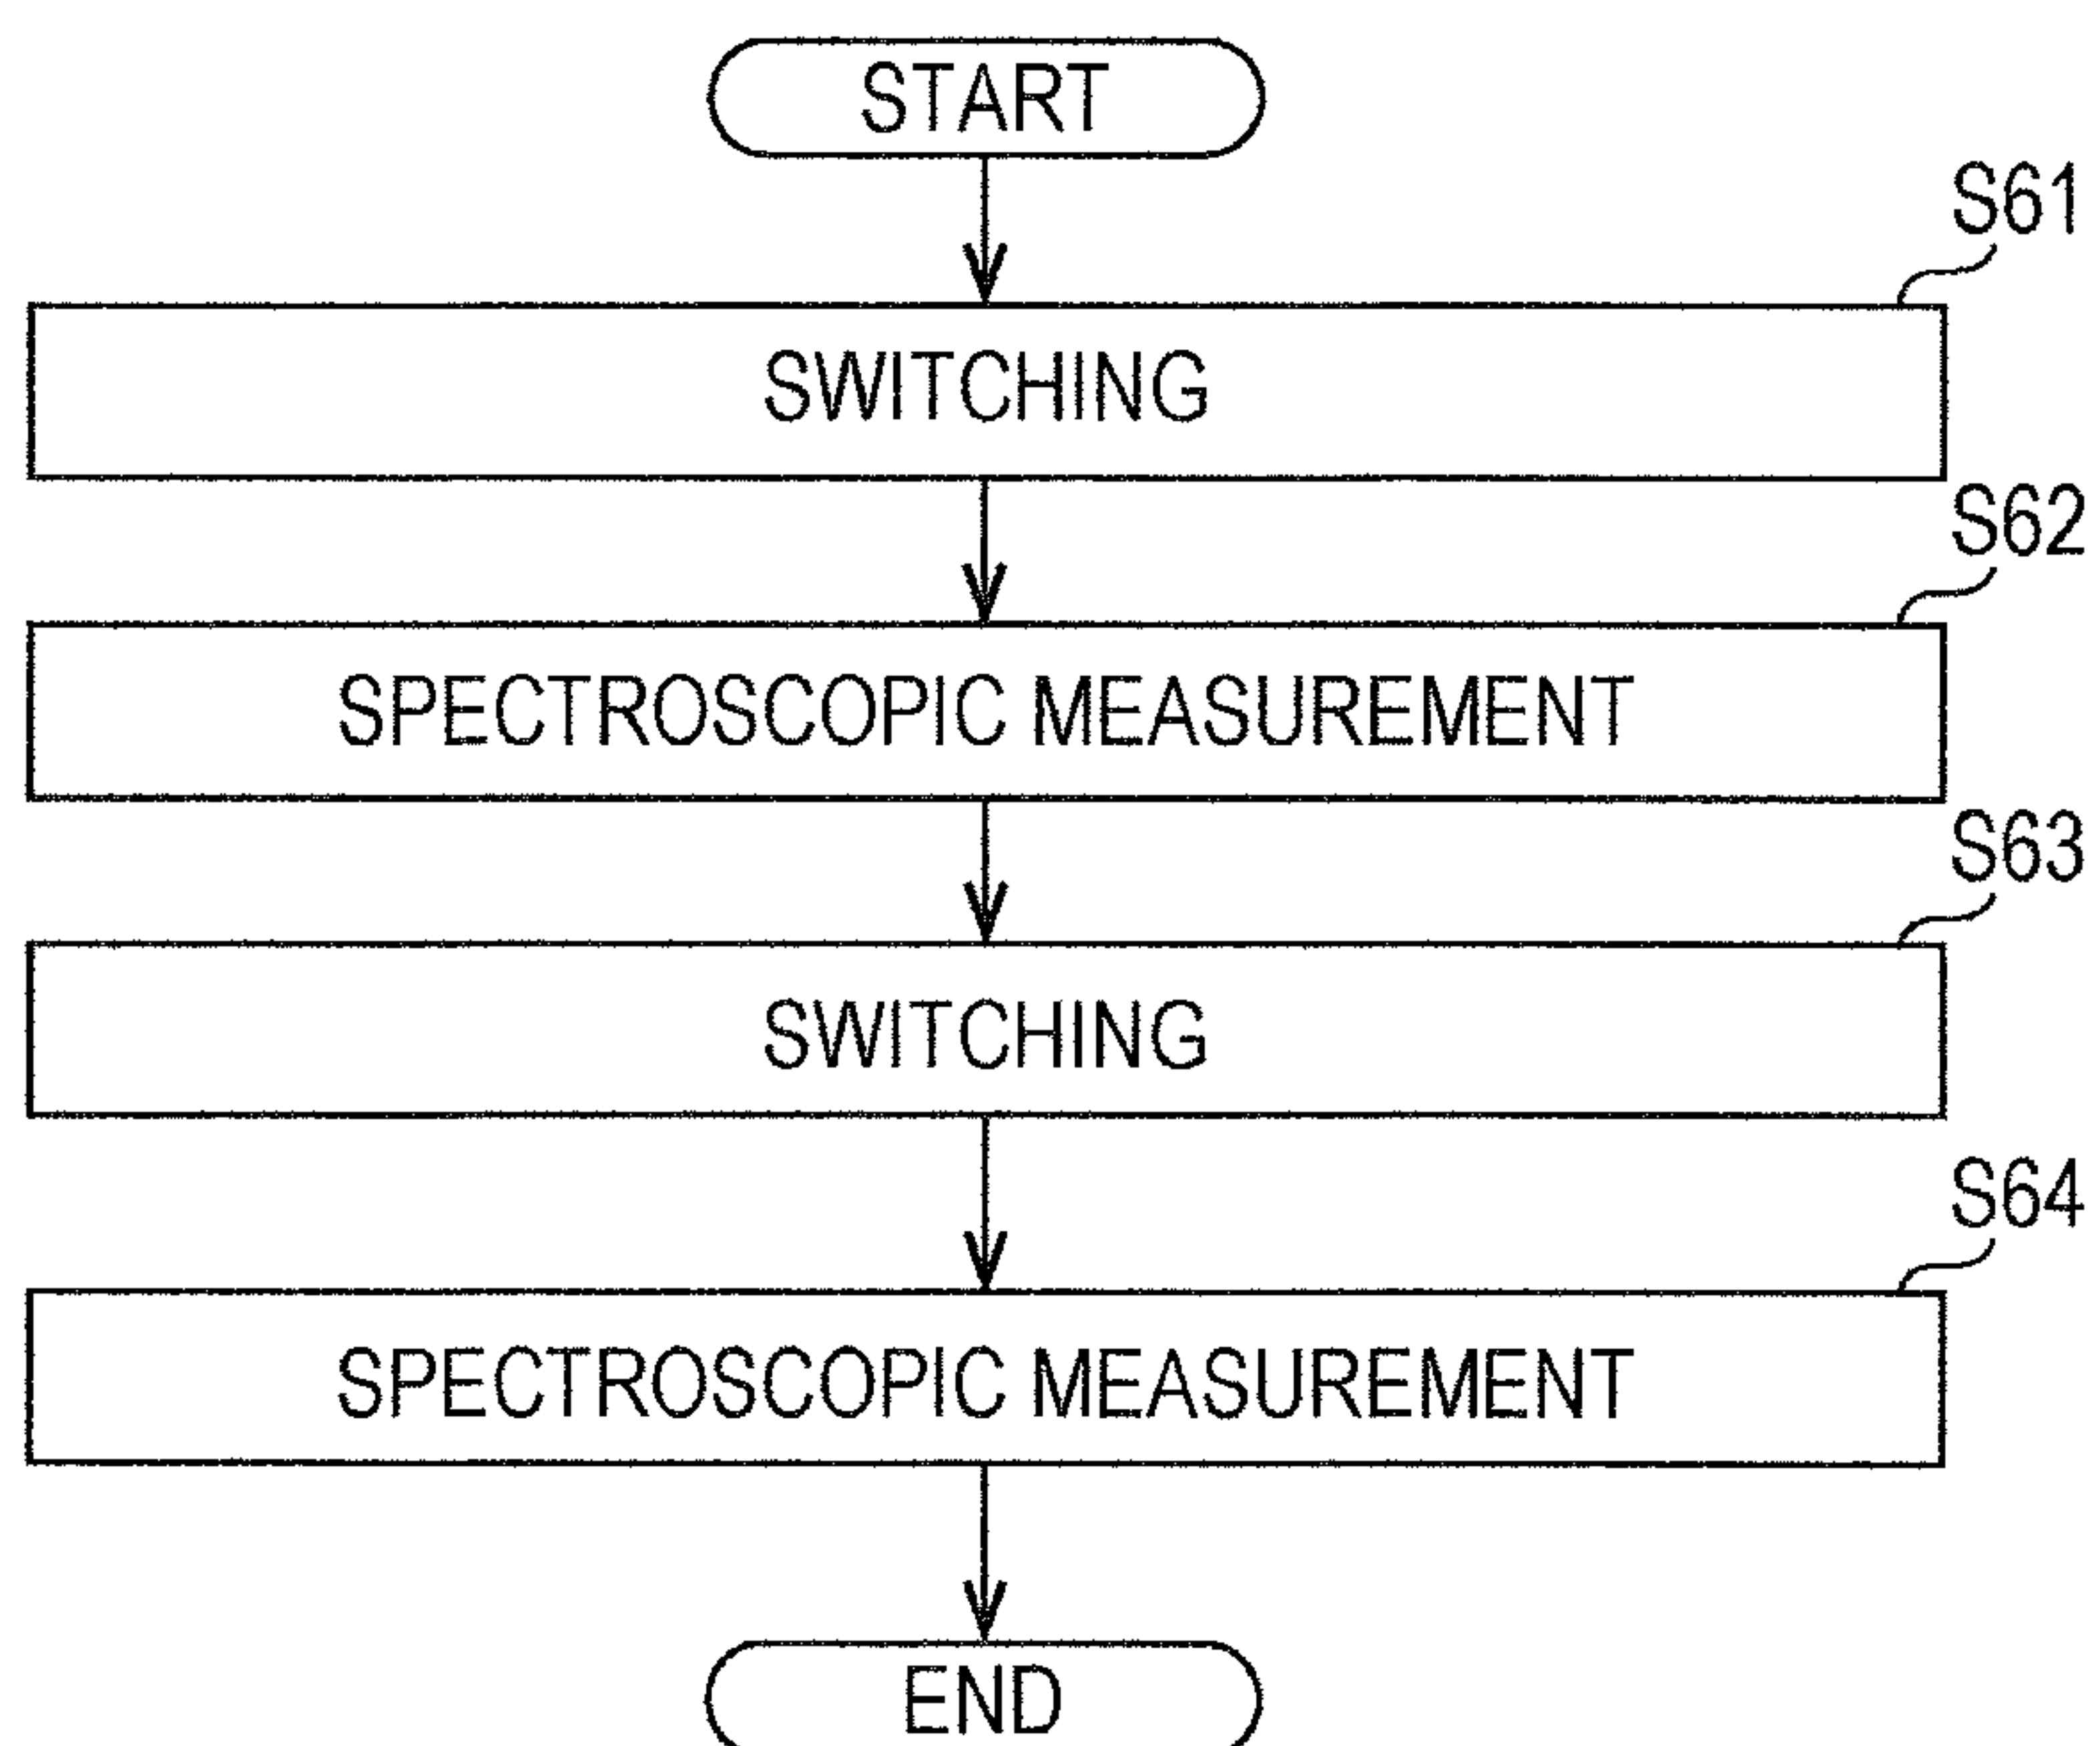 START
S61
SWITCHING
S62
SPECTROSCOPIC MEASUREMENT
S63
SWITCHING
S64
SPECTROSCOPIC MEASUREMENT
END